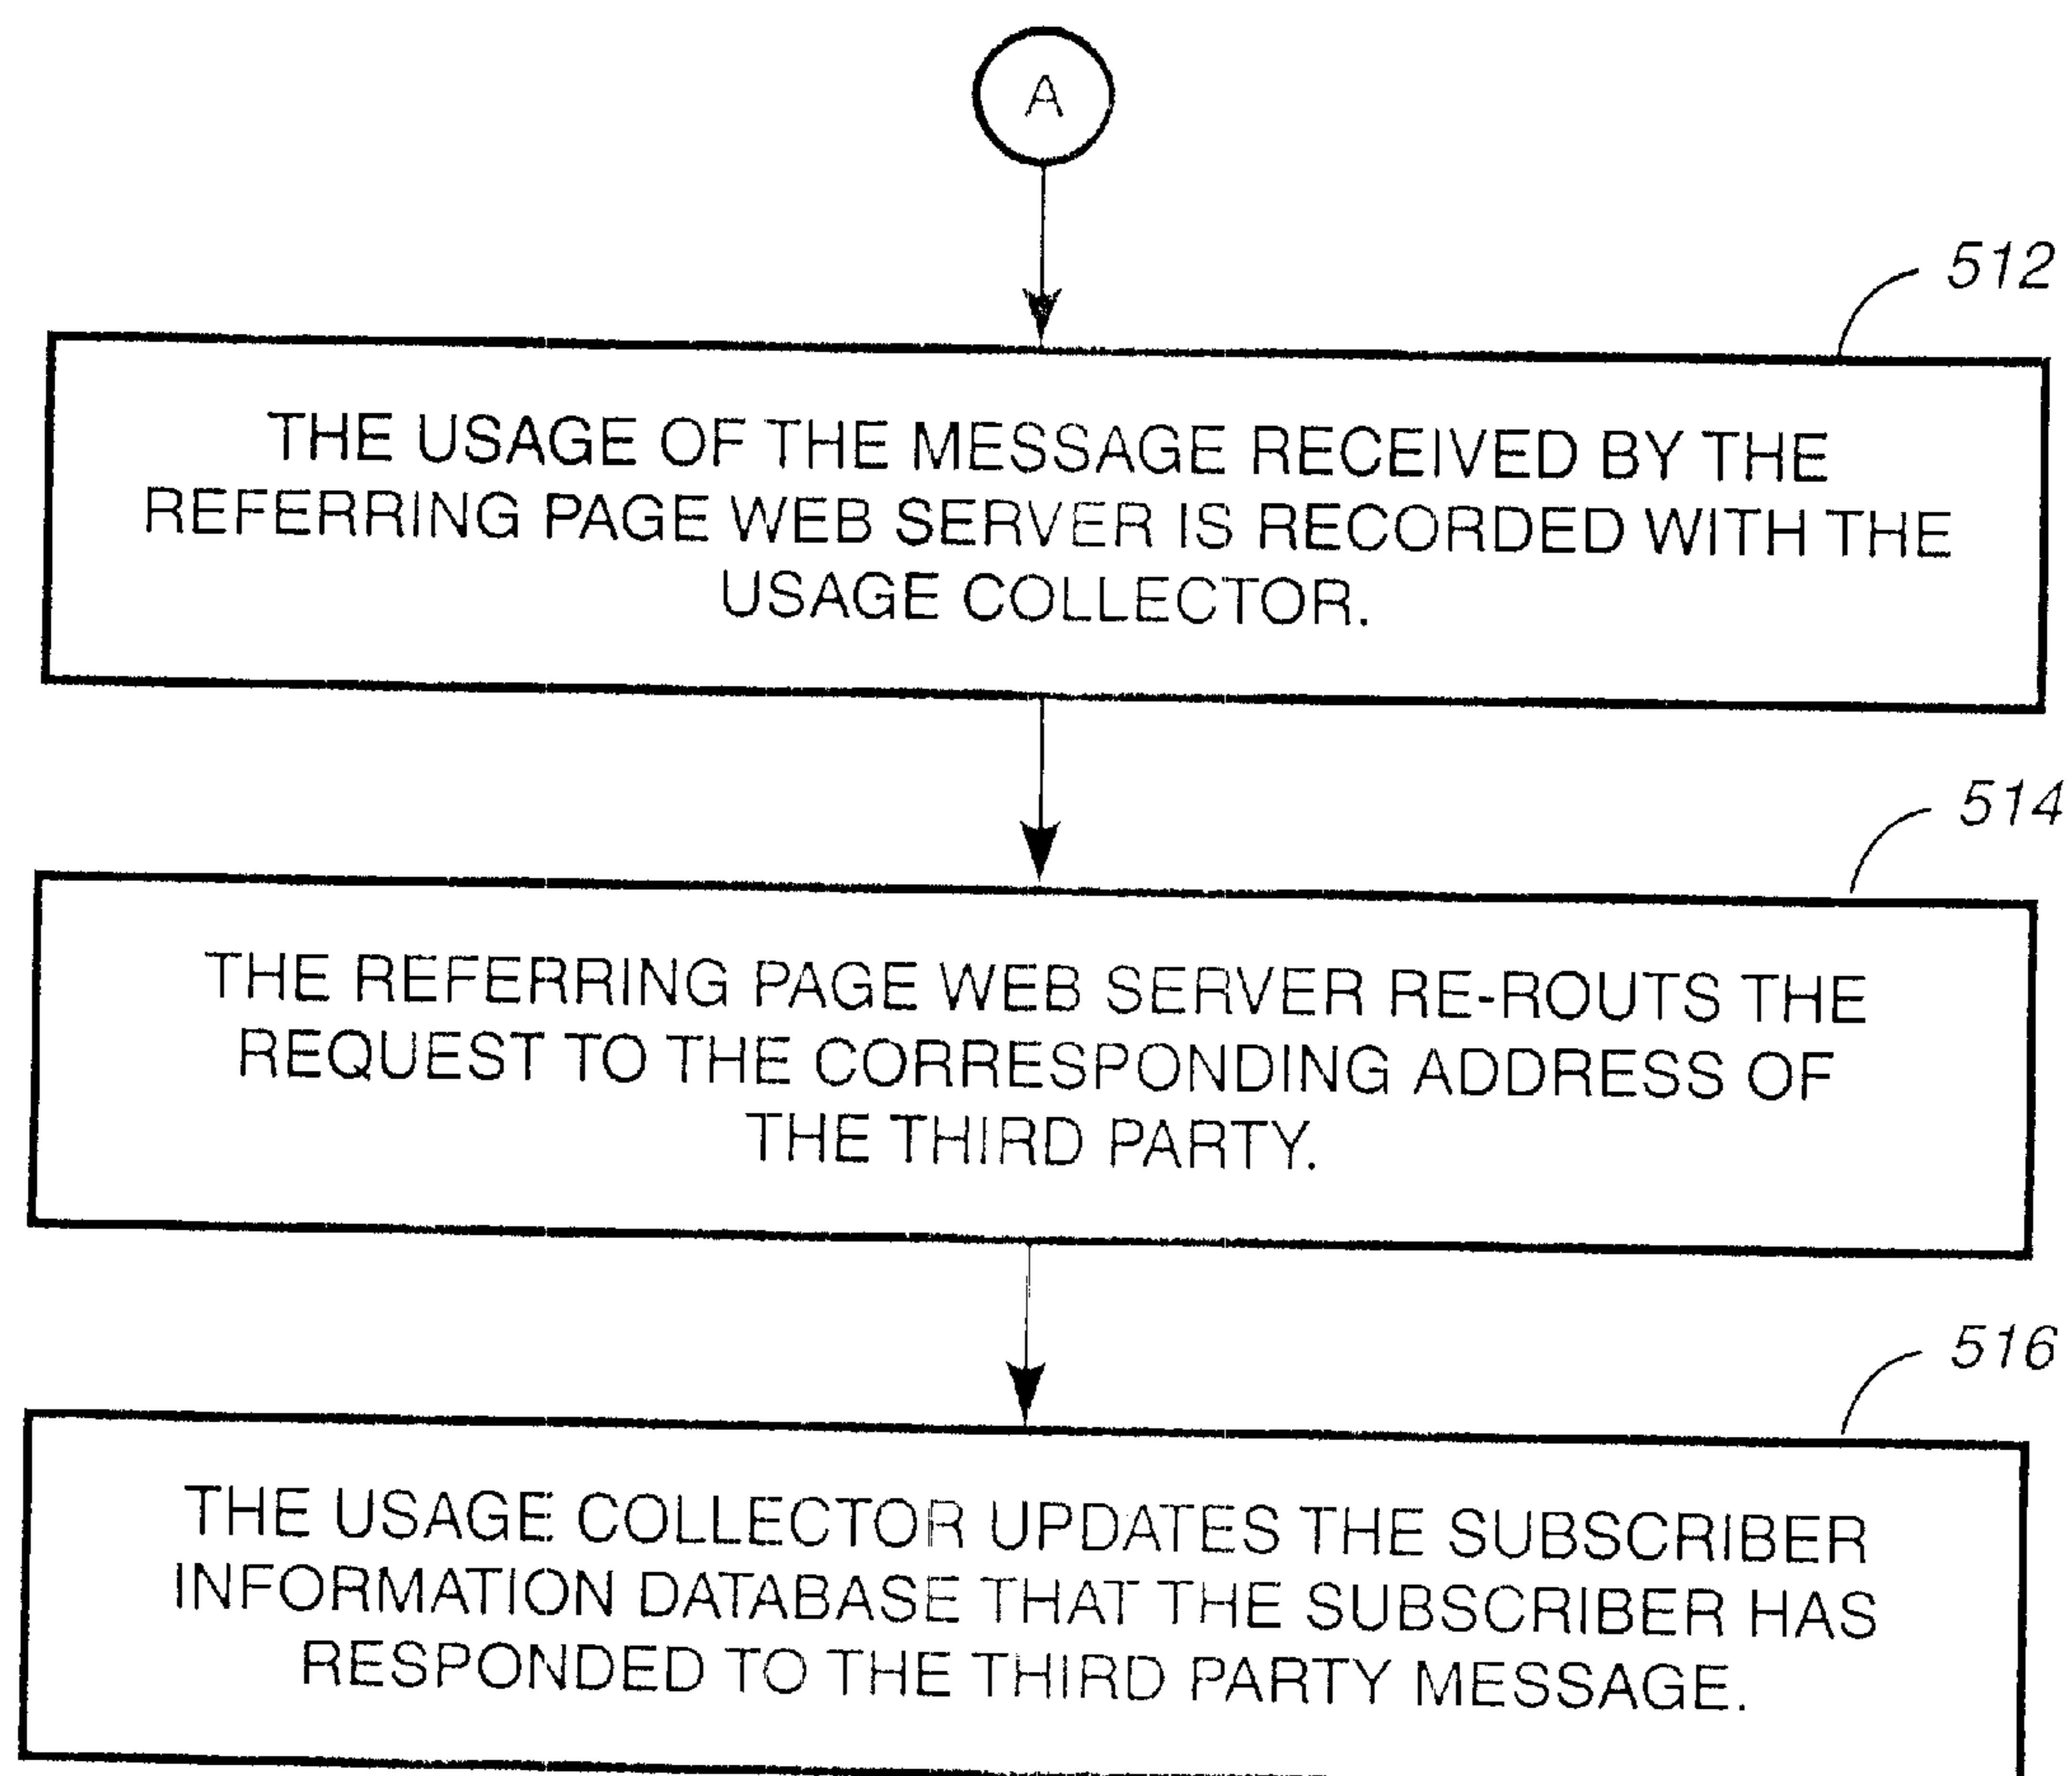 A
512
THE USAGE OF THE MESSAGE RECEIVED BY THE
REFERRING PAGE WEB SERVER IS RECORDED WITH THE
USAGE COLLECTOR.
514
THE REFERRING PAGE WEB SERVER RE-ROUTS THE
REQUEST TO THE CORRESPONDING ADDRESS OF
THE THIRD PARTY.
516
THE USAGE COLLECTOR UPDATES THE SUBSCRIBER
INFORMATION DATABASE THAT THE SUBSCRIBER HAS
RESPONDED TO THE THIRD PARTY MESSAGE.